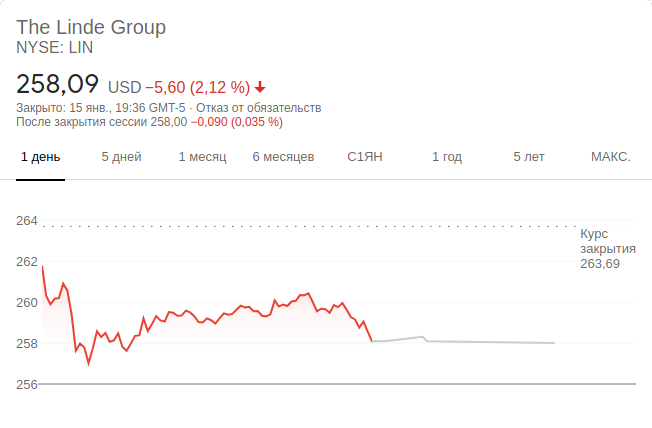 The Linde Group
NYSE: LIN
258,09 USD −5,60 (2,12 %)
Закрыто: 15 янв., 19:36 GMT-5 · Отказ от обязательств
После закрытия сессии 258,00 −0,090 (0,035 %)
1 день 5 дней 1 месяц 6 месяцев С1ЯН 1 год 5 лет МАКС.
264
Курс
закрытия
263,69
262
260
258
256